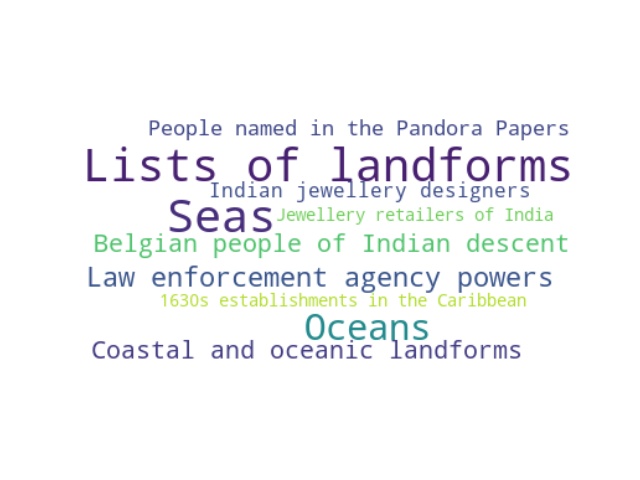 People named in the Pandora Papers
Lists of landforms
Indian jewellery designers
Seas
Jewellery retailers of India
Belgian people of Indian descent
Law enforcement agency powers
1630s establishments in the Caribbean
Oceans
Coastal and oceanic landforms